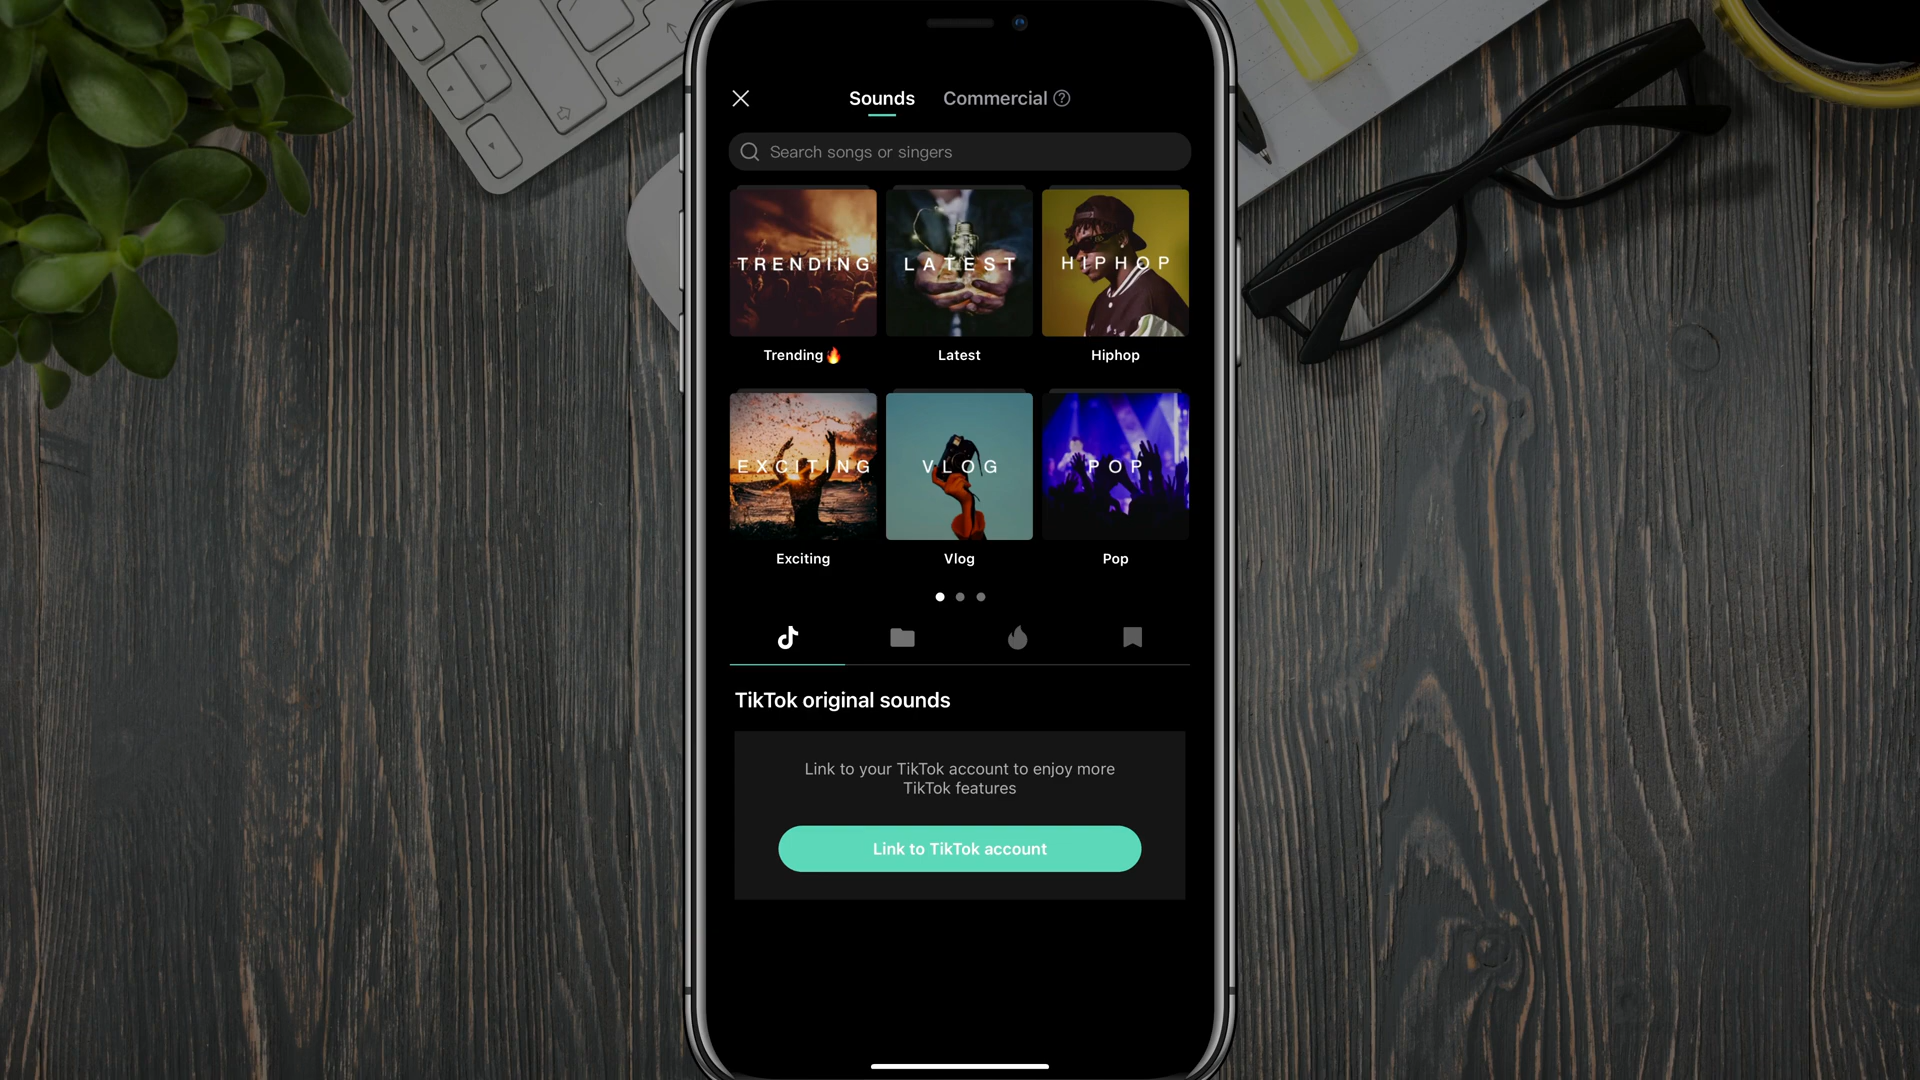 Sounds Commercial ?
Search songs or singers
TRENDING LATEST HIPHOP
Trending🔥 Latest Hiphop
EXCITING VLOG POP
Exciting Vlog Pop
TikTok original sounds
Link to your TikTok account to enjoy more
TikTok features
Link to TikTok account